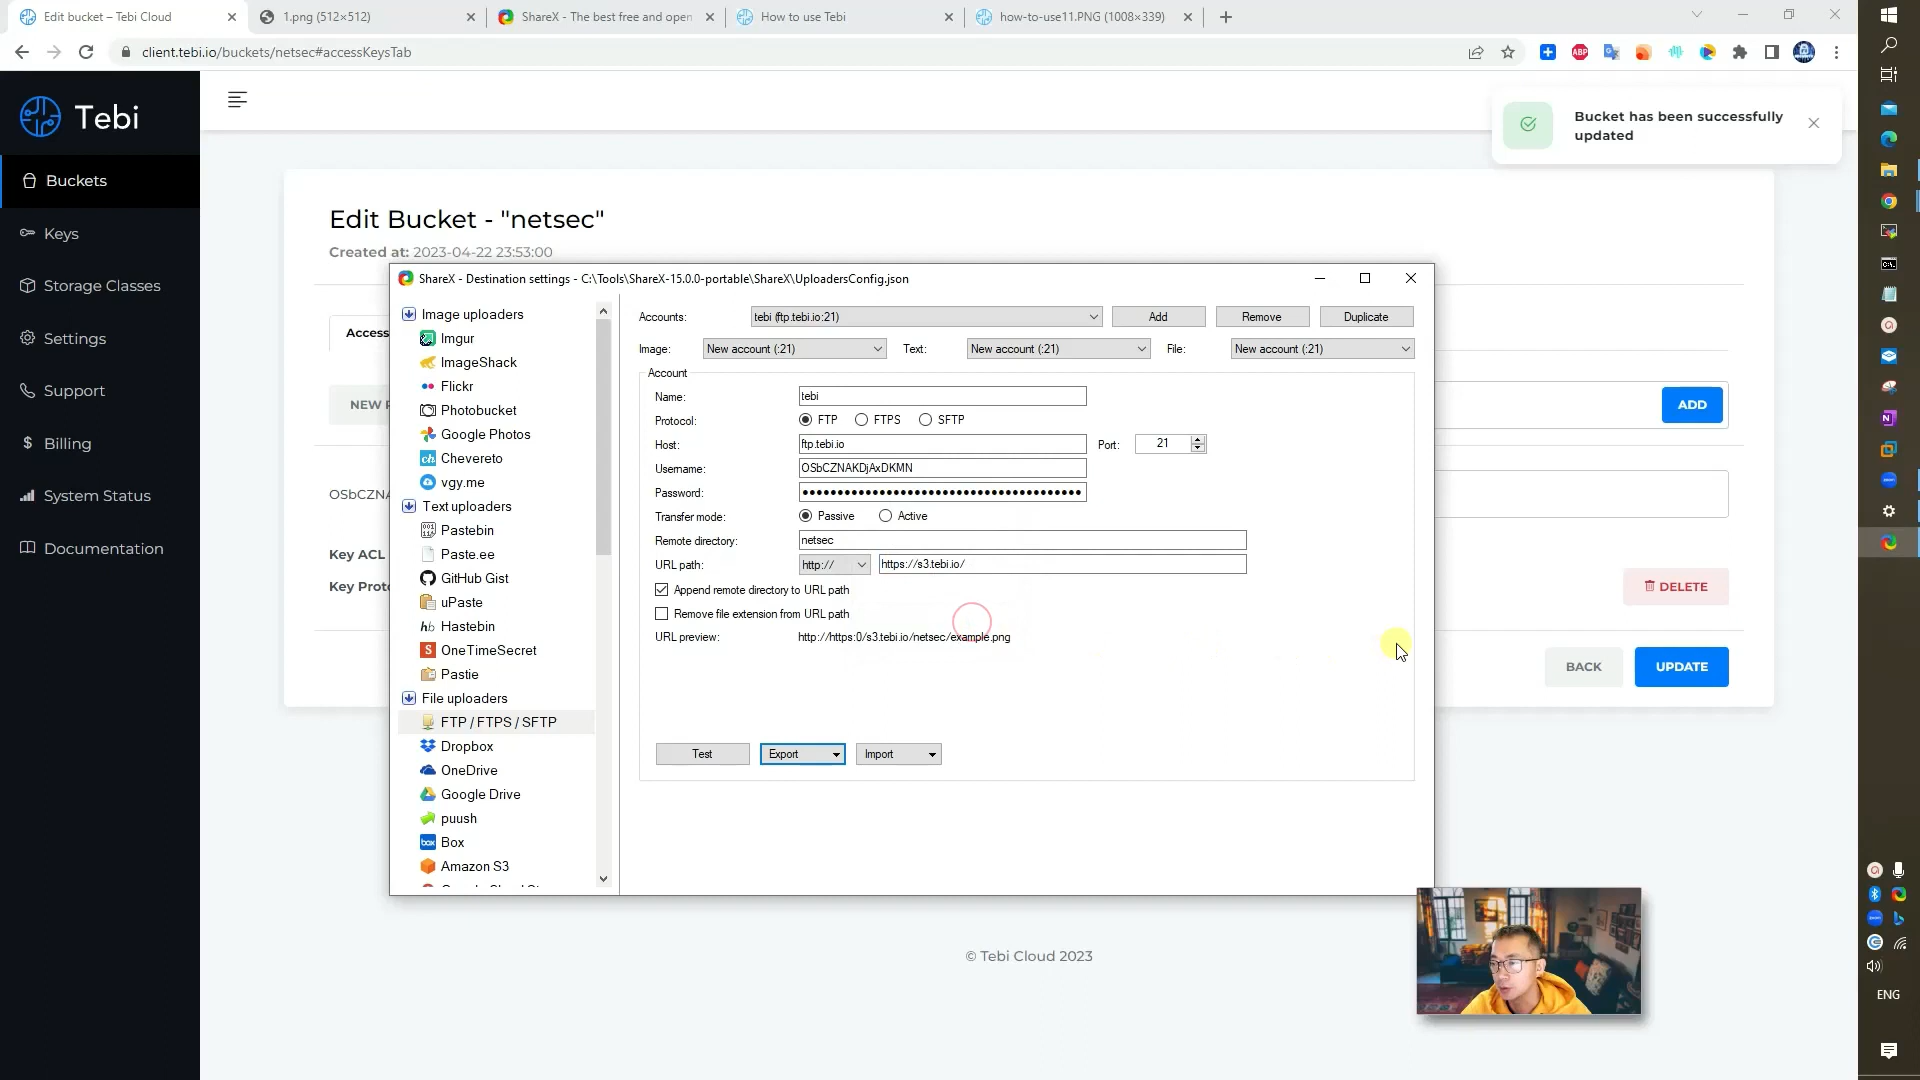 Edit bucket – Tebi Cloud
1.png (512×512)
ShareX - The best free and open
How to use Tebi
how-to-use11.PNG (1008×339)
client.tebi.io/buckets/netsec#accessKeysTab
ABP
Tebi
Buckets
Keys
Storage Classes
Settings
Support
Billing
System Status
Documentation
Bucket has been successfully
updated
Edit Bucket - "netsec"
Created at: 2023-04-22 23:53:00
Acces
NEW
OSbCZNA
Key ACL
Key Prot
ADD
DELETE
BACK
UPDATE
ShareX - Destination settings - C:\Tools\ShareX-15.0.0-portable\ShareX\UploadersConfig.json
Image uploaders
Imgur
ImageShack
Flickr
Photobucket
Google Photos
Chevereto
vgy.me
Text uploaders
Pastebin
Paste.ee
GitHub Gist
uPaste
Hastebin
OneTimeSecret
Pastie
File uploaders
FTP / FTPS / SFTP
Dropbox
OneDrive
Google Drive
puush
Box
Amazon S3
Accounts: tebi (ftp.tebi.io:21) Add Remove Duplicate
Image: New account (:21) Text: New account (:21) File: New account (:21)
Account
Name: tebi
Protocol: FTP FTPS SFTP
Host: ftp.tebi.io Port: 21
Username: OSbCZNAKDjAxDKMN
Password: ●●●●●●●●●●●●●●●●●●●●●●●●●●●●●●●●●●●●●●●●
Transfer mode: Passive Active
Remote directory: netsec
URL path: http:// https://s3.tebi.io/
Append remote directory to URL path
Remove file extension from URL path
URL preview: http://https:0/s3.tebi.io/netsec/example.png
Test Export Import
© Tebi Cloud 2023
ENG